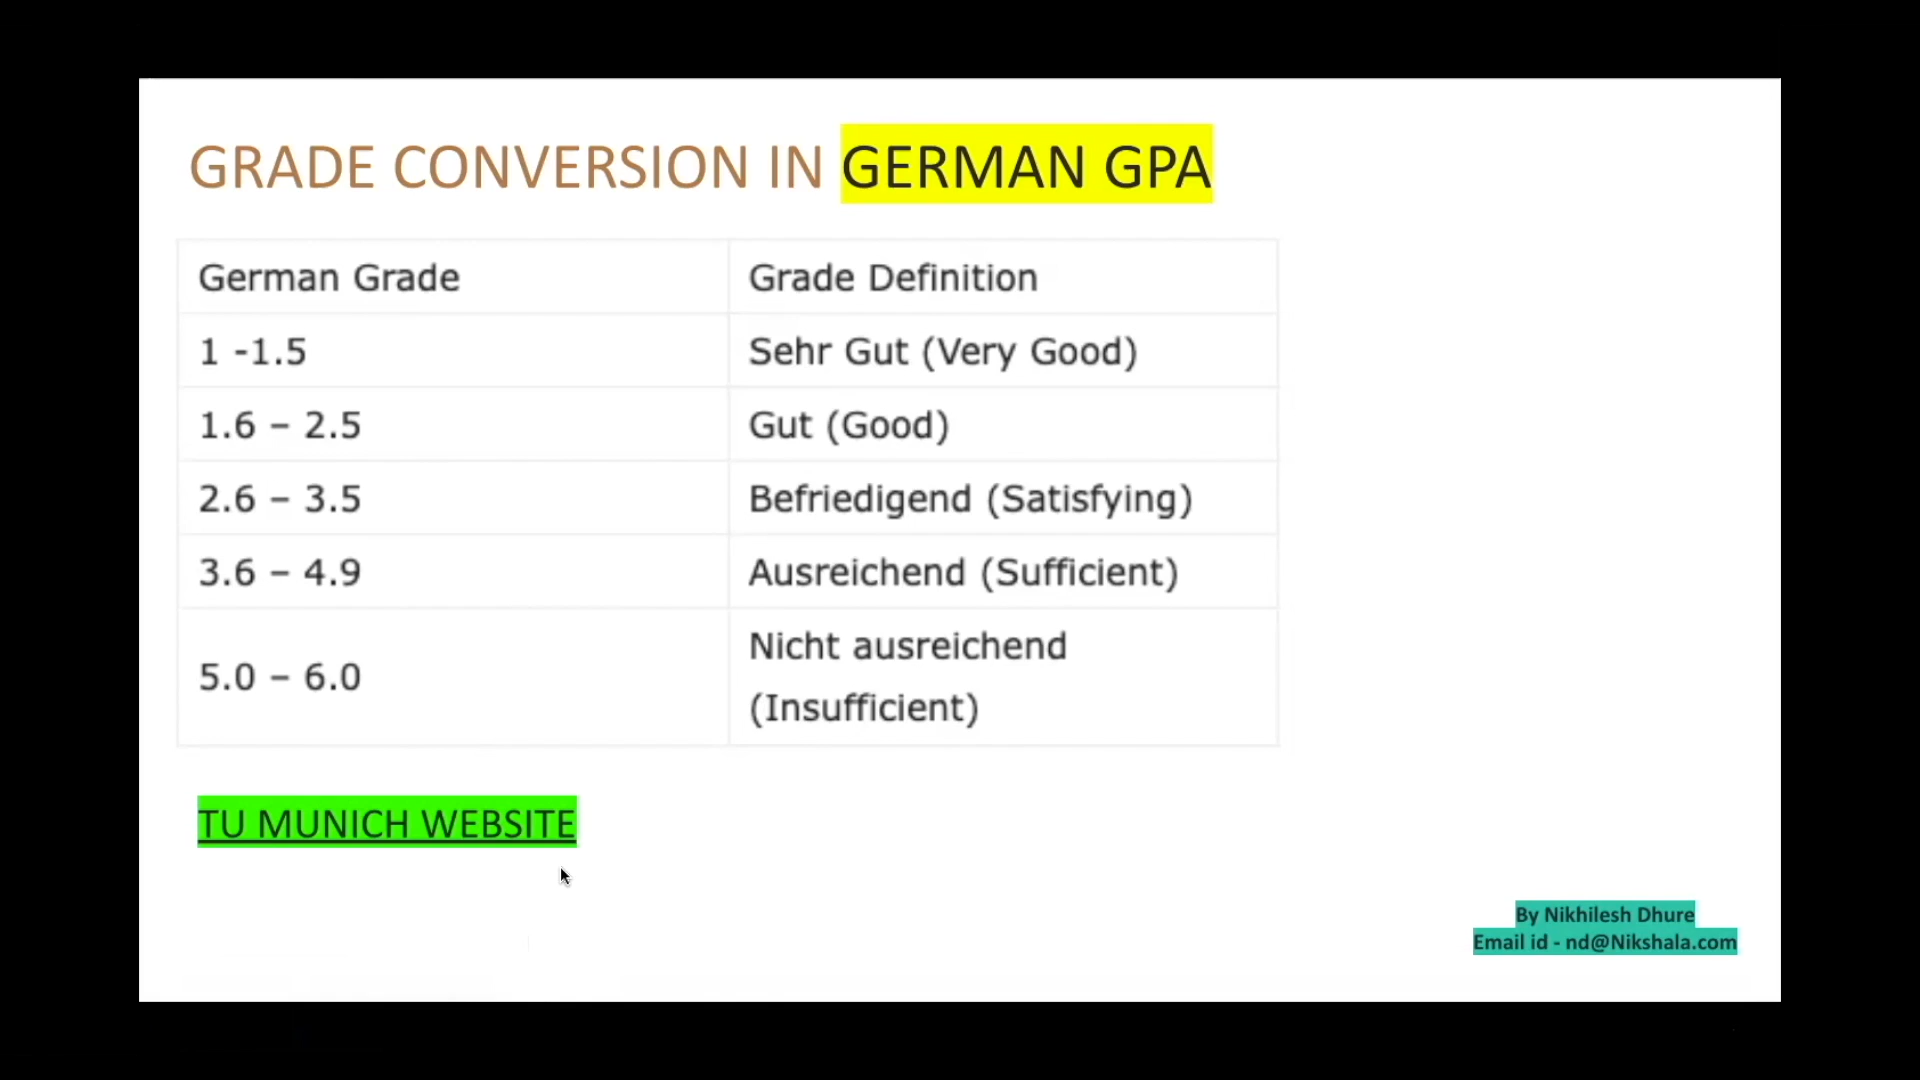 GRADE CONVERSION IN GERMAN GPA
German Grade Grade Definition
1 -1.5 Sehr Gut (Very Good)
1.6 – 2.5 Gut (Good)
2.6 – 3.5 Befriedigend (Satisfying)
3.6 – 4.9 Ausreichend (Sufficient)
5.0 – 6.0 Nicht ausreichend
(Insufficient)
TU MUNICH WEBSITE
By Nikhilesh Dhure
Email id - nd@Nikshala.com